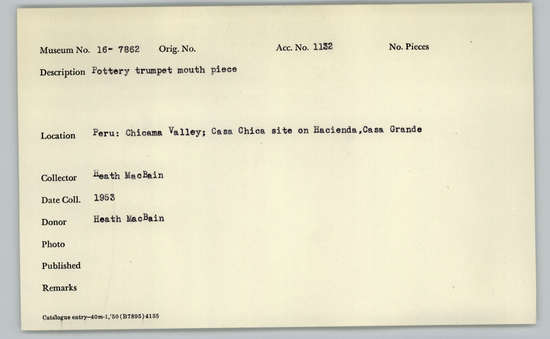 Museum No. 16- 7862 Orig. No. Acc. No. 1132 No. Pieces
Description Pottery trumpet mouth piece
Location Peru: Chicama Valley; Casa Chica site on Hacienda,Casa Grande
Collector Heath MacBain
Date Coll. 1953
Donor Heath MacBain
Photo
Published
Remarks
Catalogue entry—40m-1,'50(B7895)4155